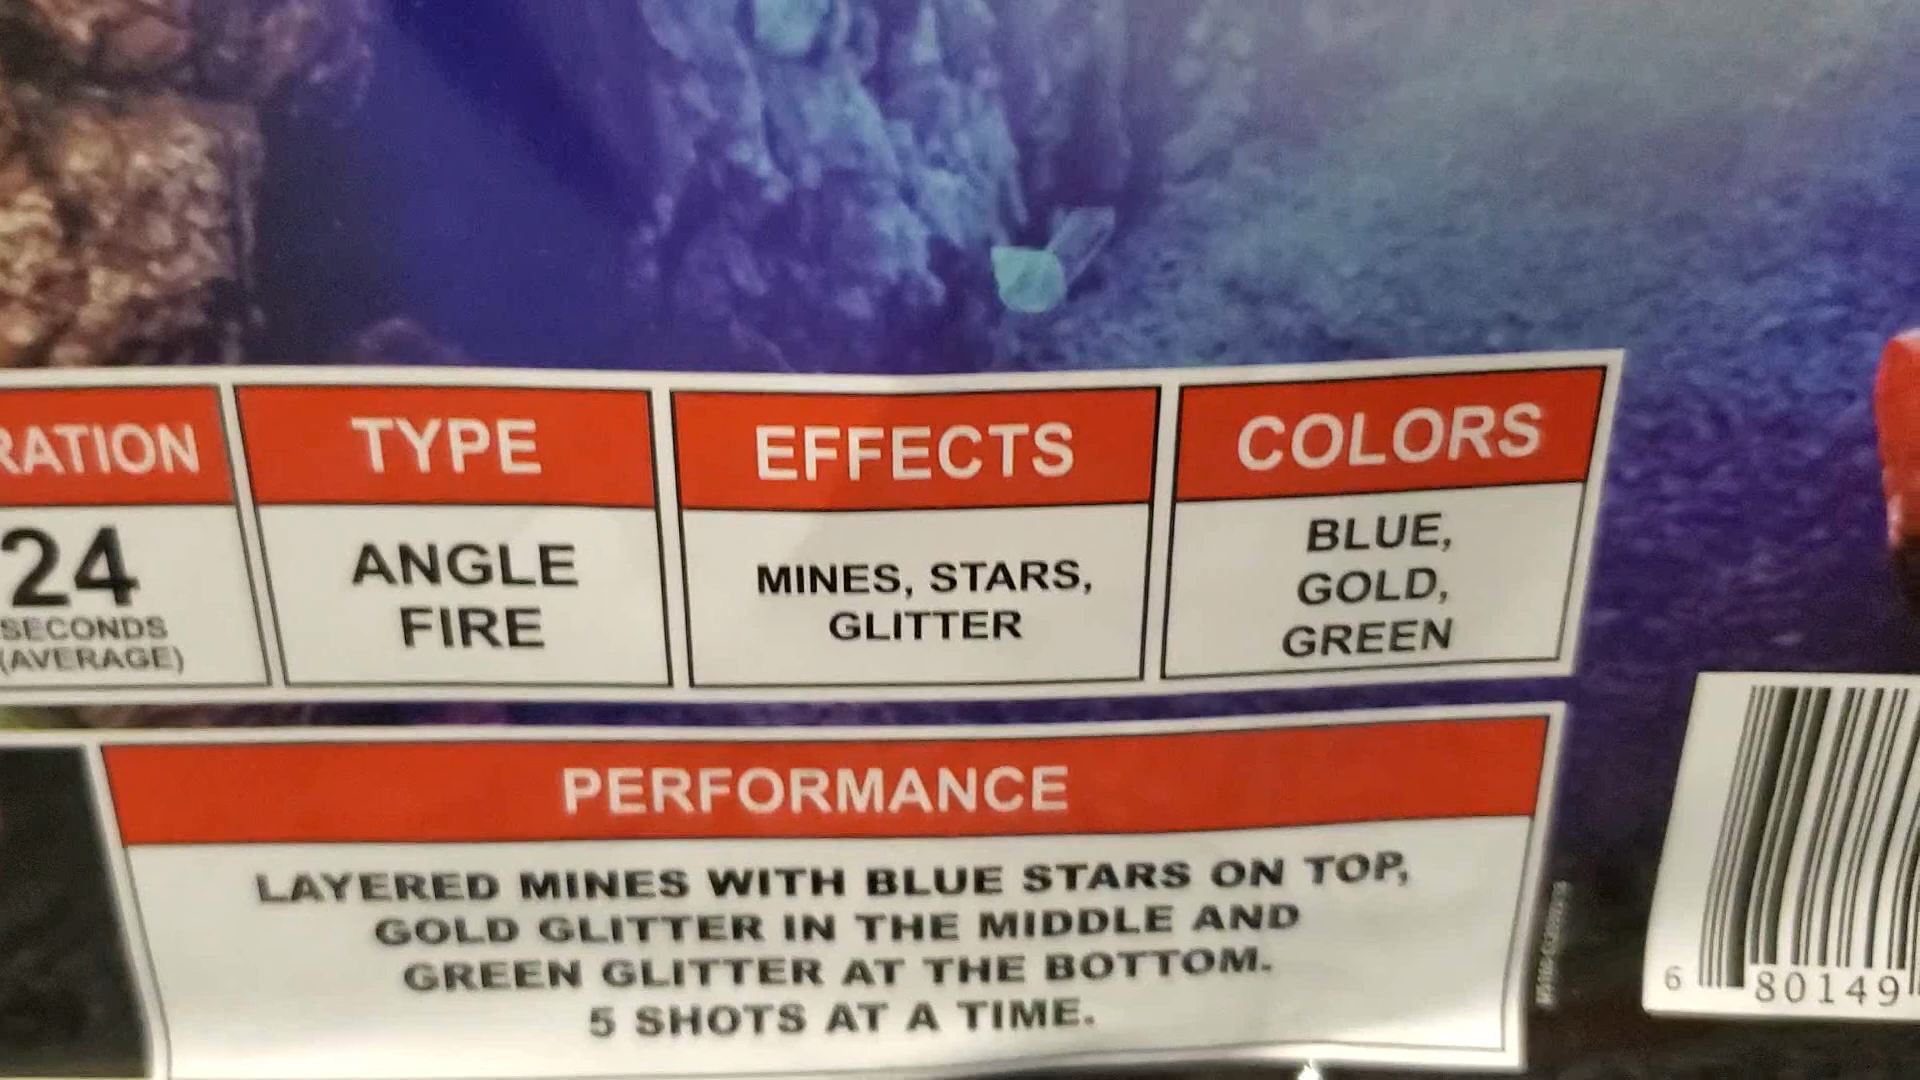 RATION
24
SECONDS
(AVERAGE)
TYPE
ANGLE
FIRE
EFFECTS
MINES, STARS,
GLITTER
COLORS
BLUE,
GOLD,
GREEN
PERFORMANCE
LAYERED MINES WITH BLUE STARS ON TOP,
GOLD GLITTER IN THE MIDDLE AND
GREEN GLITTER AT THE BOTTOM.
5 SHOTS AT A TIME.
6 80149